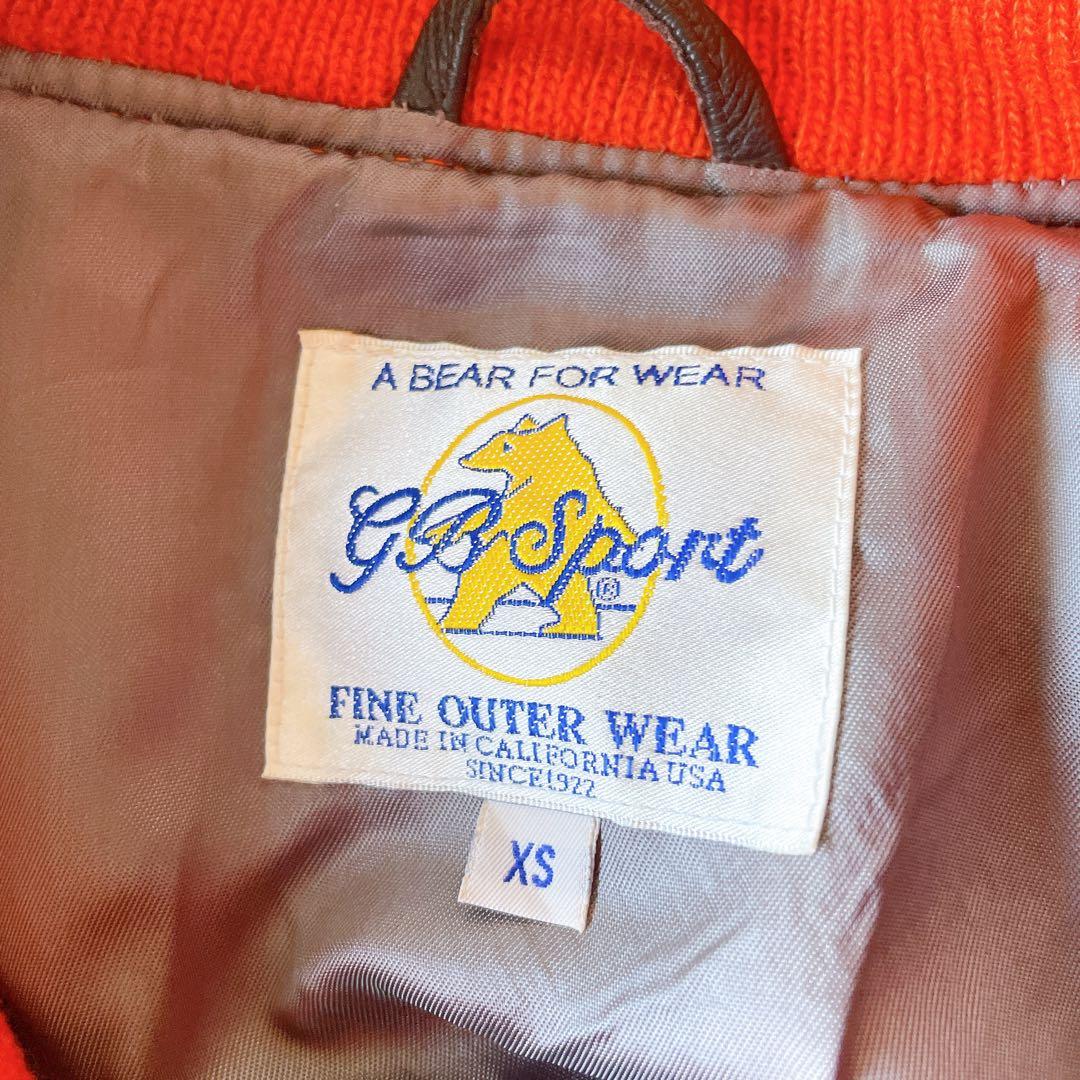 A BEAR FOR WEAR
GB Sport
®
FINE OUTER WEAR
MADE IN CALIFORNIA USA
SINCE 1922
XS